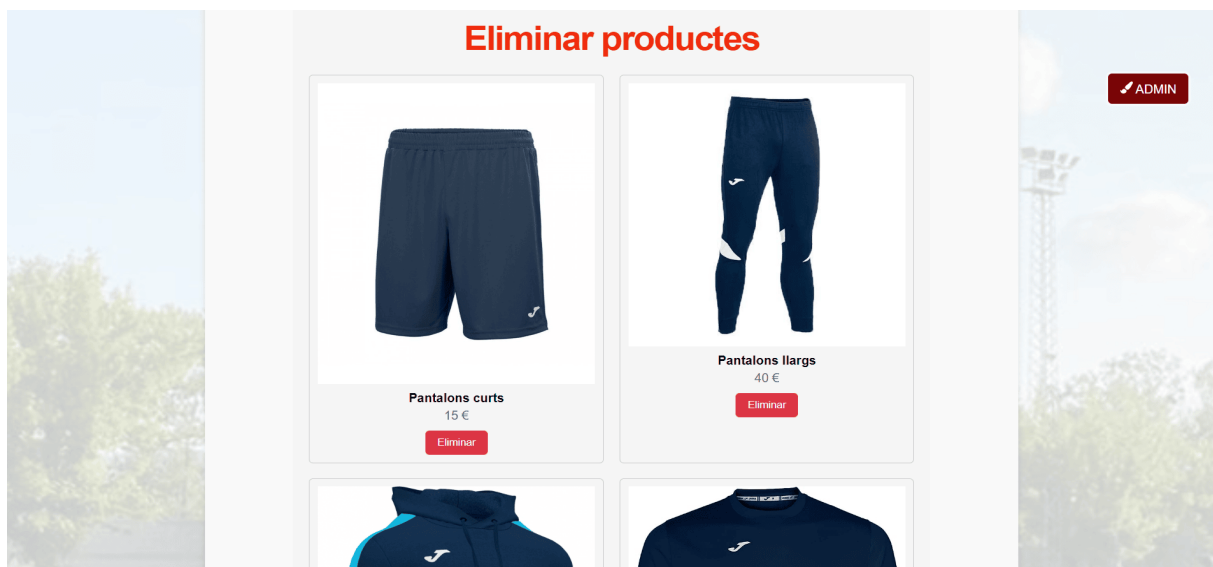 Eliminar productes
ADMIN
Pantalons curts
15 €
Eliminar
Pantalons llargs
40 €
Eliminar